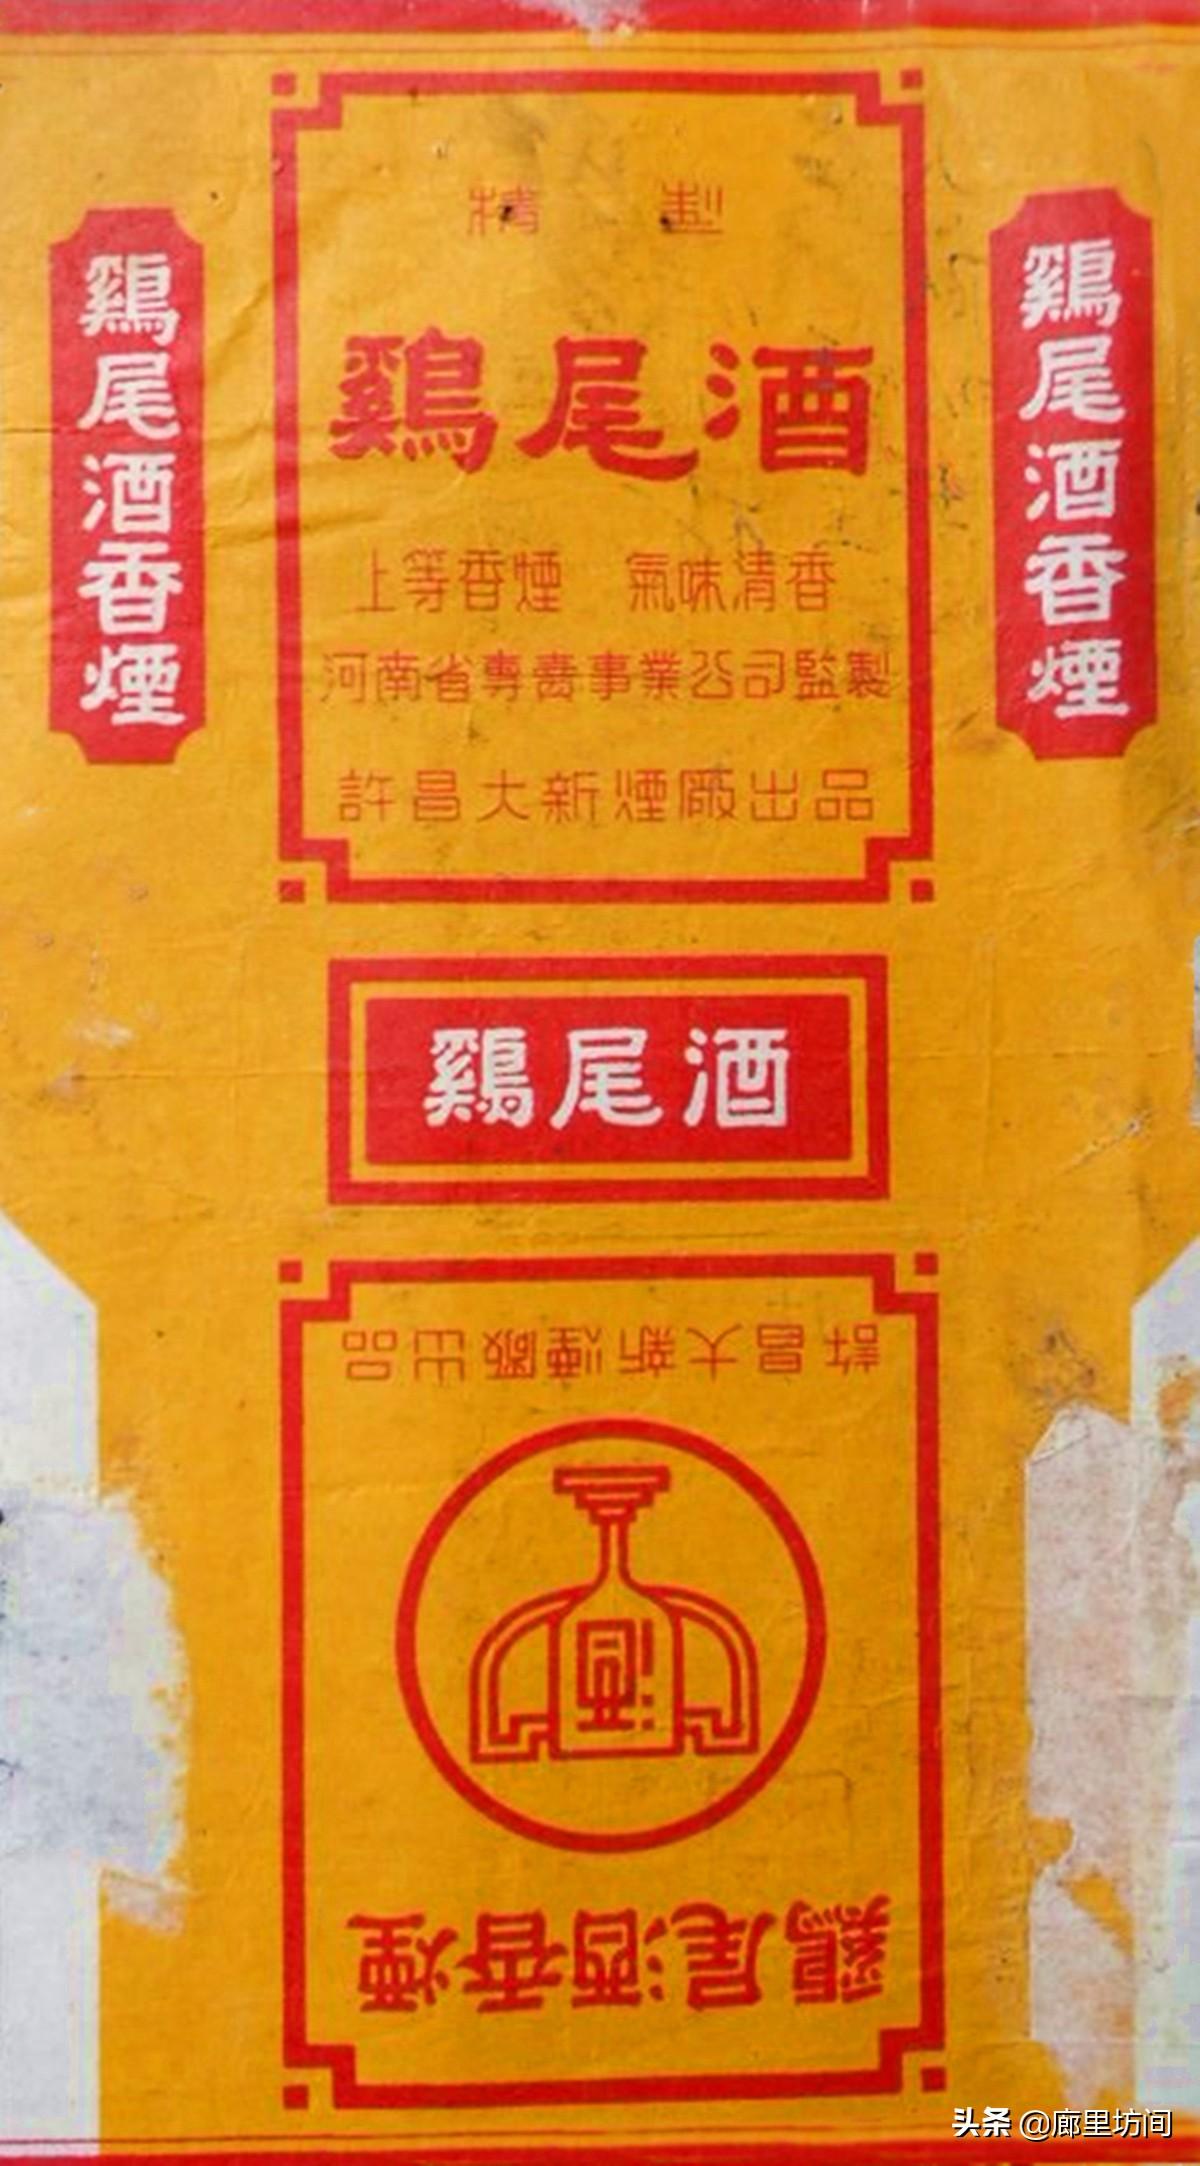 精製
鷄尾酒
上等香煙 氣味清香
河南省專賣事業公司監製
許昌大新煙廠出品
鷄尾酒香煙
鷄尾酒香煙
鷄尾酒
許昌大新煙廠出品
酒
鷄尾酒香煙
头条 @廊里坊间